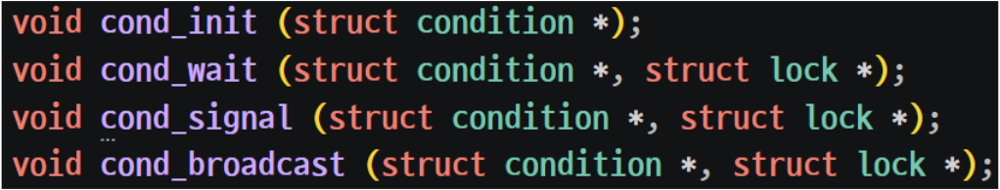 void cond_init (struct condition *);
void cond_wait (struct condition *, struct lock *);
void cond_signal (struct condition *, struct lock *);
void cond_broadcast (struct condition *, struct lock *);